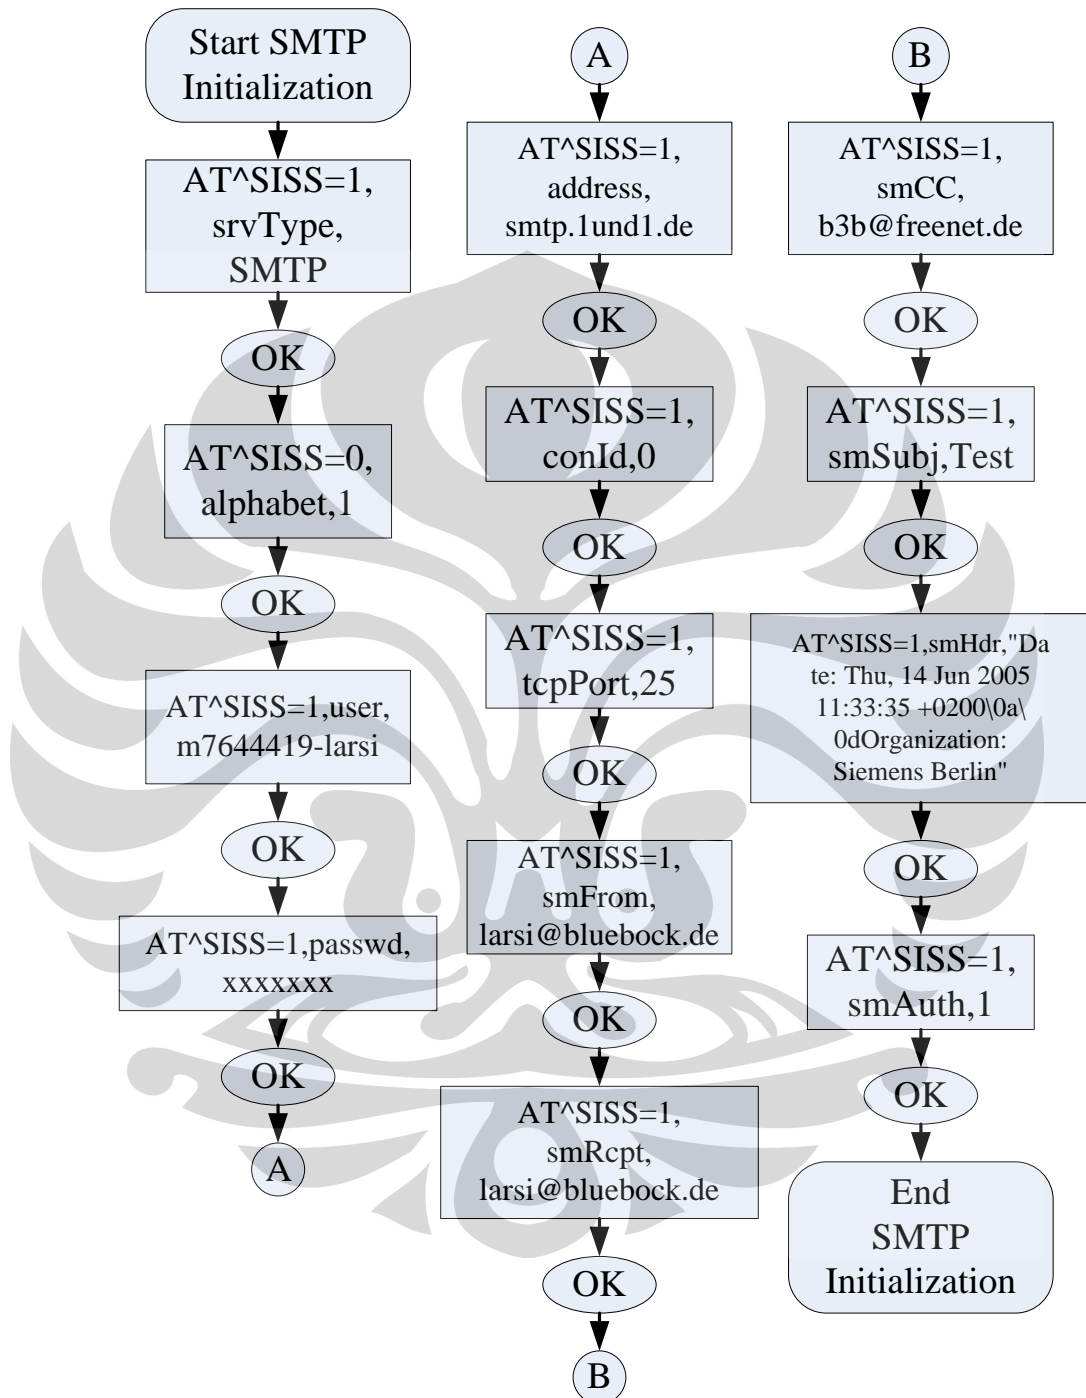 Start SMTP
Initialization
AT^SISS=1,
srvType,
SMTP
OK
AT^SISS=0,
alphabet,1
OK
AT^SISS=1,user,
m7644419-larsi
OK
AT^SISS=1,passwd,
xxxxxxx
OK
A
A
AT^SISS=1,
address,
smtp.1und1.de
OK
AT^SISS=1,
conId,0
OK
AT^SISS=1,
tcpPort,25
OK
AT^SISS=1,
smFrom,
larsi@bluebock.de
OK
AT^SISS=1,
smRcpt,
larsi@bluebock.de
OK
B
B
AT^SISS=1,
smCC,
b3b@freenet.de
OK
AT^SISS=1,
smSubj,Test
OK
AT^SISS=1,smHdr,"Da
te: Thu, 14 Jun 2005
11:33:35 +0200\0a\
0dOrganization:
Siemens Berlin"
OK
AT^SISS=1,
smAuth,1
OK
End
SMTP
Initialization